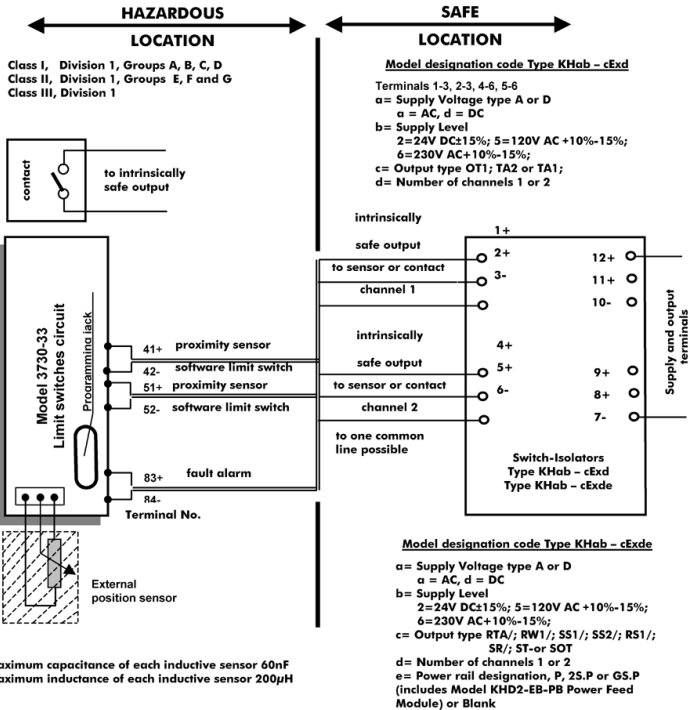 HAZARDOUS
LOCATION
SAFE
LOCATION
Class I, Division 1, Groups A, B, C, D
Class II, Division 1, Groups E, F and G
Class III, Division 1
Model designation code Type KHab – cExd
Terminals 1-3, 2-3, 4-6, 5-6
a= Supply Voltage type A or D
a = AC, d = DC
b= Supply Level
2=24V DC±15%; 5=120V AC +10%-15%;
6=230V AC+10%-15%;
c= Output type OT1; TA2 or TA1;
d= Number of channels 1 or 2
contact
to intrinsically
safe output
intrinsically
safe output
to sensor or contact
channel 1
1+
2+
3-
12+
11+
10-
intrinsically
safe output
to sensor or contact
channel 2
4+
5+
6-
9+
8+
7-
Supply and output
terminals
to one common
line possible
Switch-Isolators
Type KHab – cExd
Type KHab – cExde
Model 3730-33
Limit switches circuit
Programming jack
41+ proximity sensor
42- software limit switch
51+ proximity sensor
52- software limit switch
83+ fault alarm
84-
Terminal No.
External
position sensor
aximum capacitance of each inductive sensor 60nF
aximum inductance of each inductive sensor 200µH
Model designation code Type KHab – cExde
a= Supply Voltage type A or D
a = AC, d = DC
b= Supply Level
2=24V DC±15%; 5=120V AC +10%-15%;
6=230V AC+10%-15%;
c= Output type RTA/; RW1/; SS1/; SS2/; RS1/;
SR/; ST-or SOT
d= Number of channels 1 or 2
e= Power rail designation, P, 2S.P or GS.P
(includes Model KHD2-EB-PB Power Feed
Module) or Blank